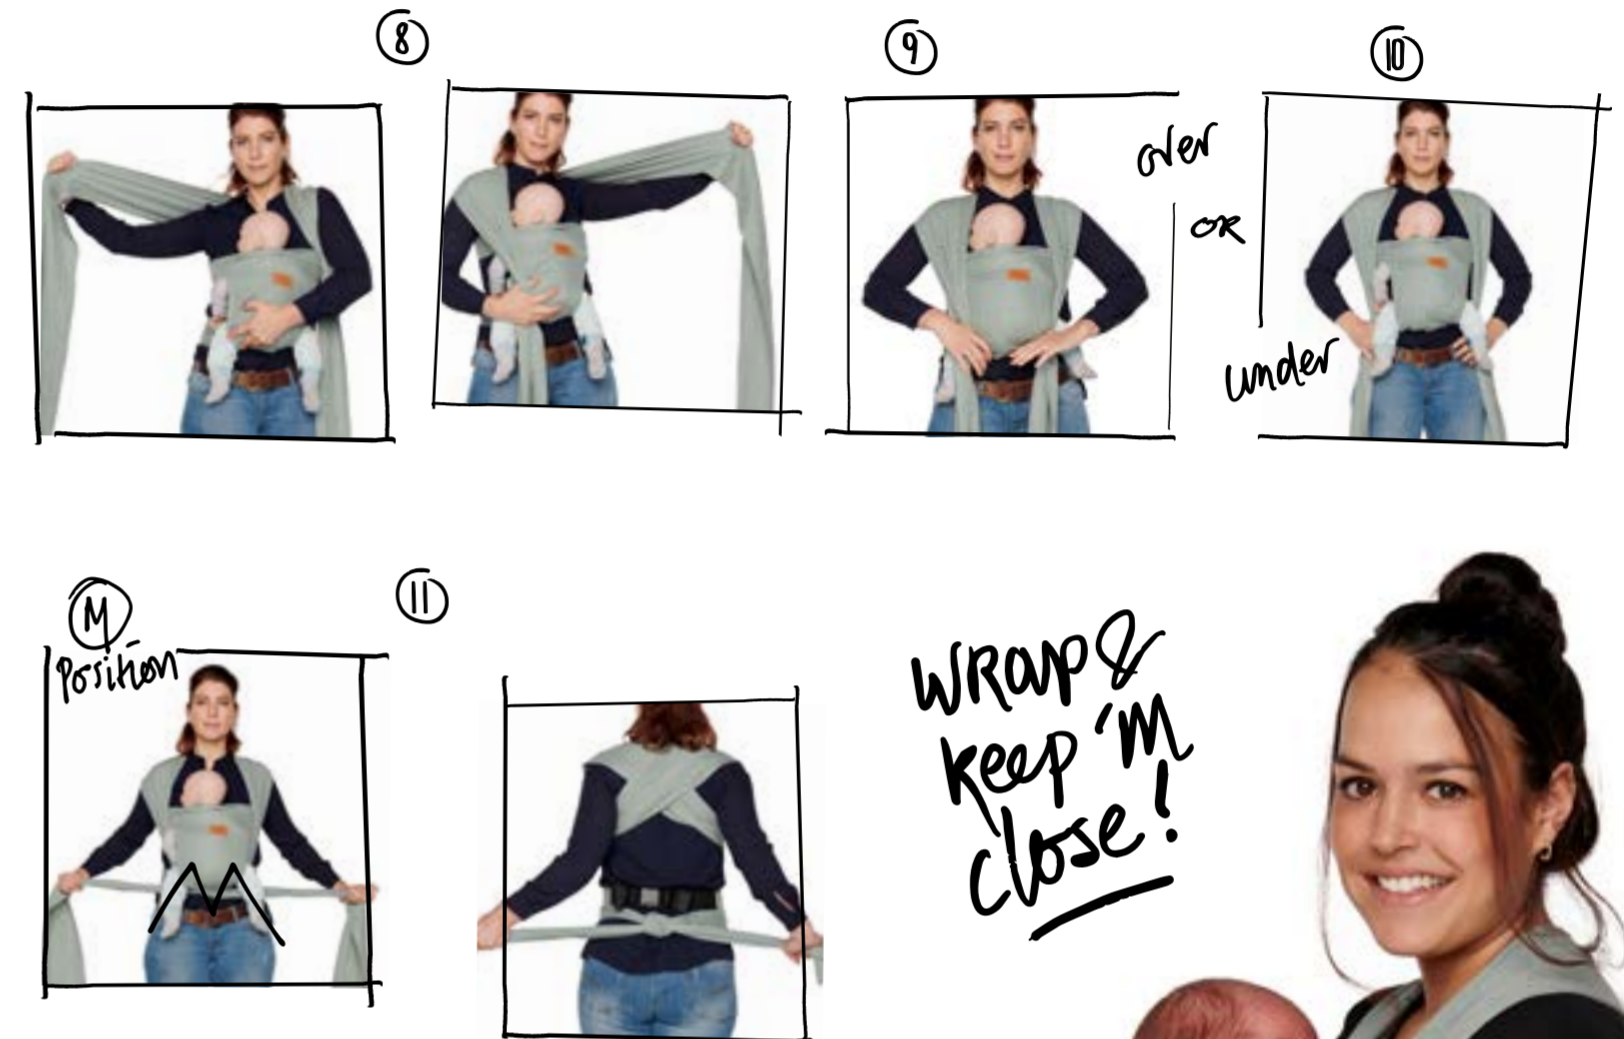 8
9
10
over
or
under
M
Position
11
WRap &
keep 'M
close!